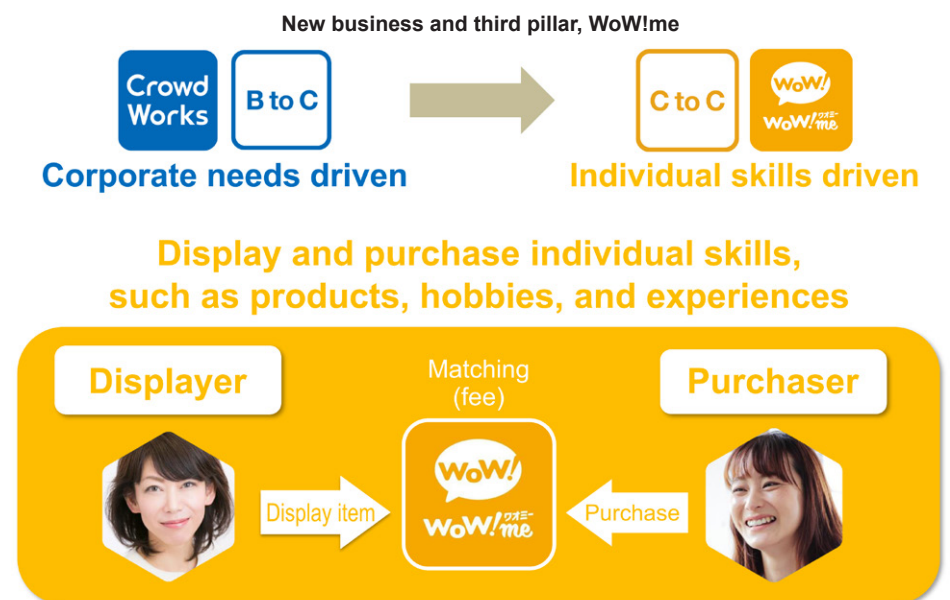 New business and third pillar, WoW!me
Crowd
Works
B to C
C to C
WoW!
ワオミー
WoW!me
Corporate needs driven
Individual skills driven
Display and purchase individual skills,
such as products, hobbies, and experiences
Displayer
Matching
(fee)
Purchaser
Display item
WoW!
ワオミー
WoW!me
Purchase